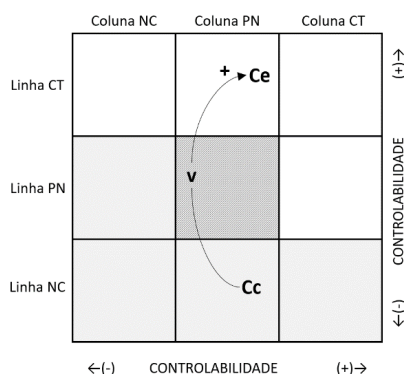 Coluna NC Coluna PN Coluna CT
Linha CT
+
Ce
(+)→
Linha PN
v
CONTROLABILIDADE
Linha NC
Cc
←(-)
←(-) CONTROLABILIDADE (+)→